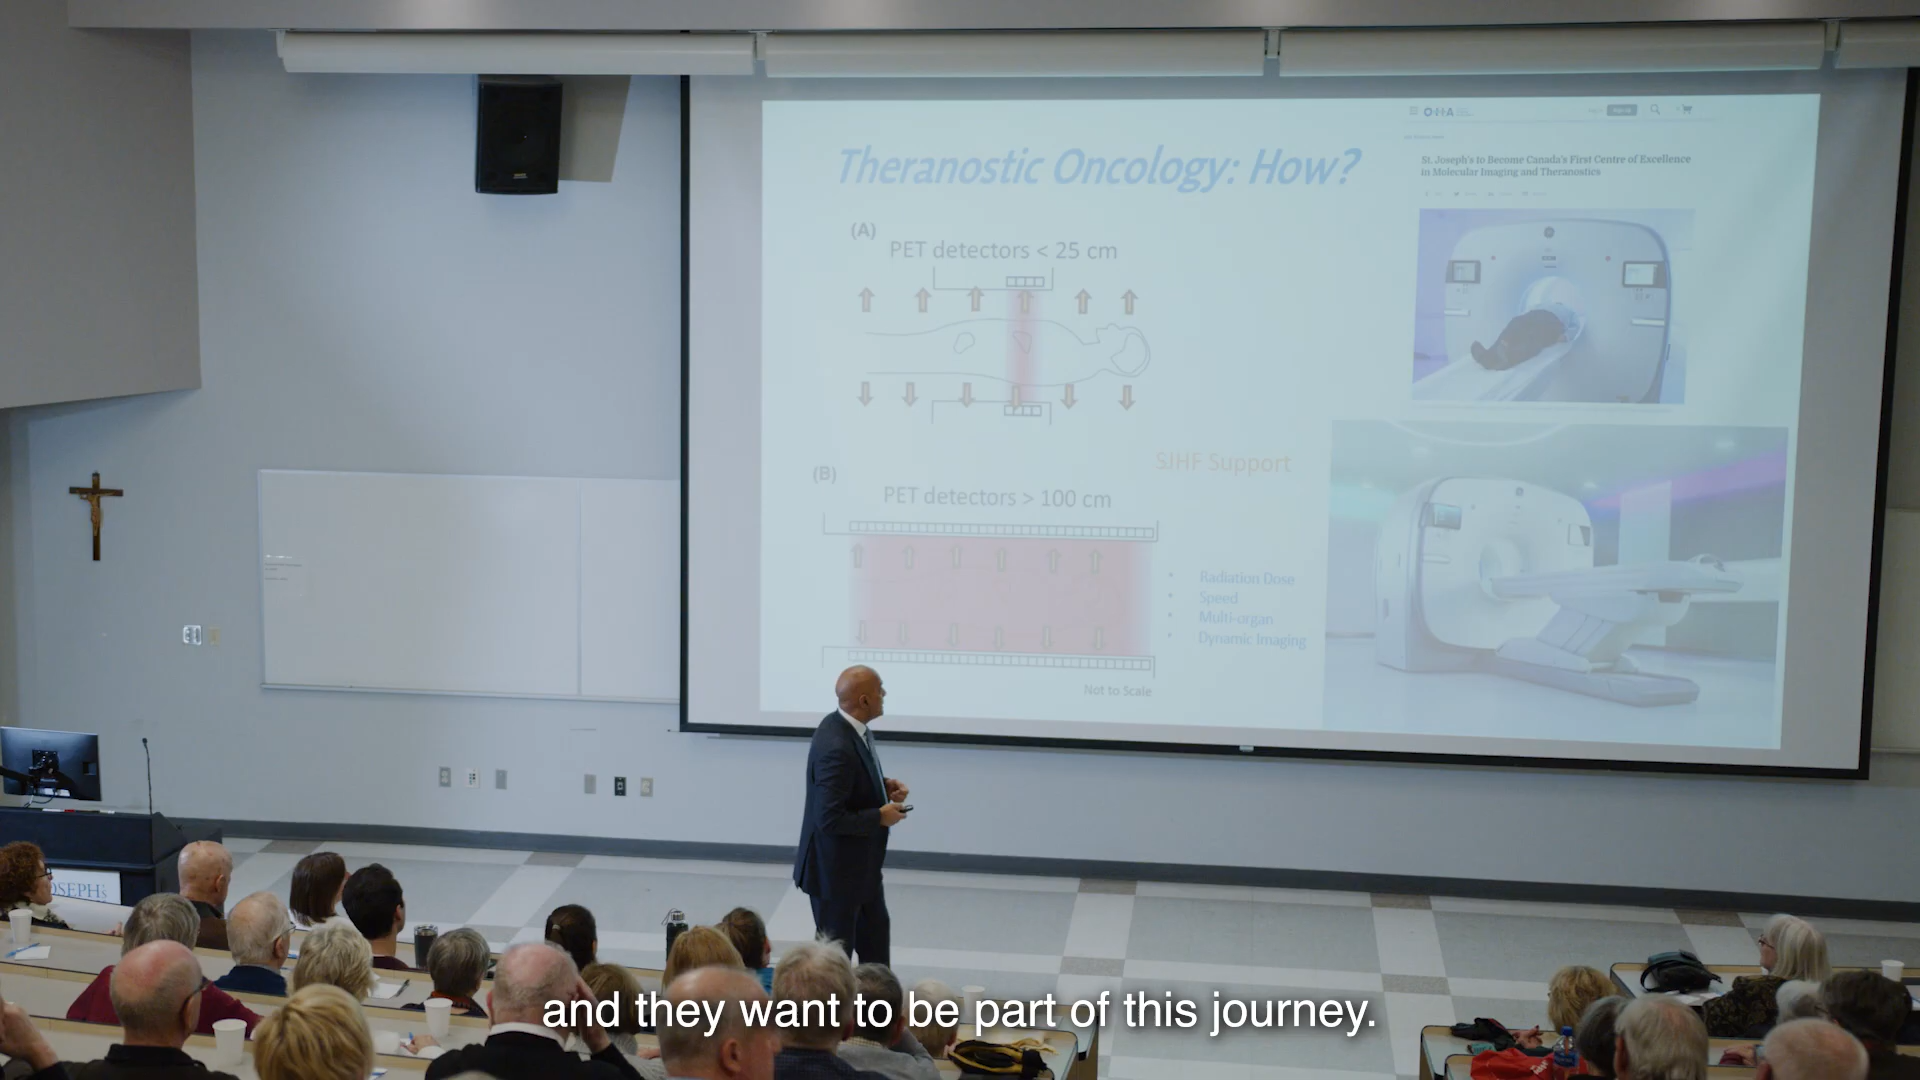 OHA
St. Joseph's to Become Canada's First Centre of Excellence
in Molecular Imaging and Theranostics
Theranostic Oncology: How?
(A)
PET detectors < 25 cm
SJHF Support
(B)
PET detectors > 100 cm
• Radiation Dose
• Speed
• Multi-organ
• Dynamic Imaging
Not to Scale
OSEPH's
and they want to be part of this journey.